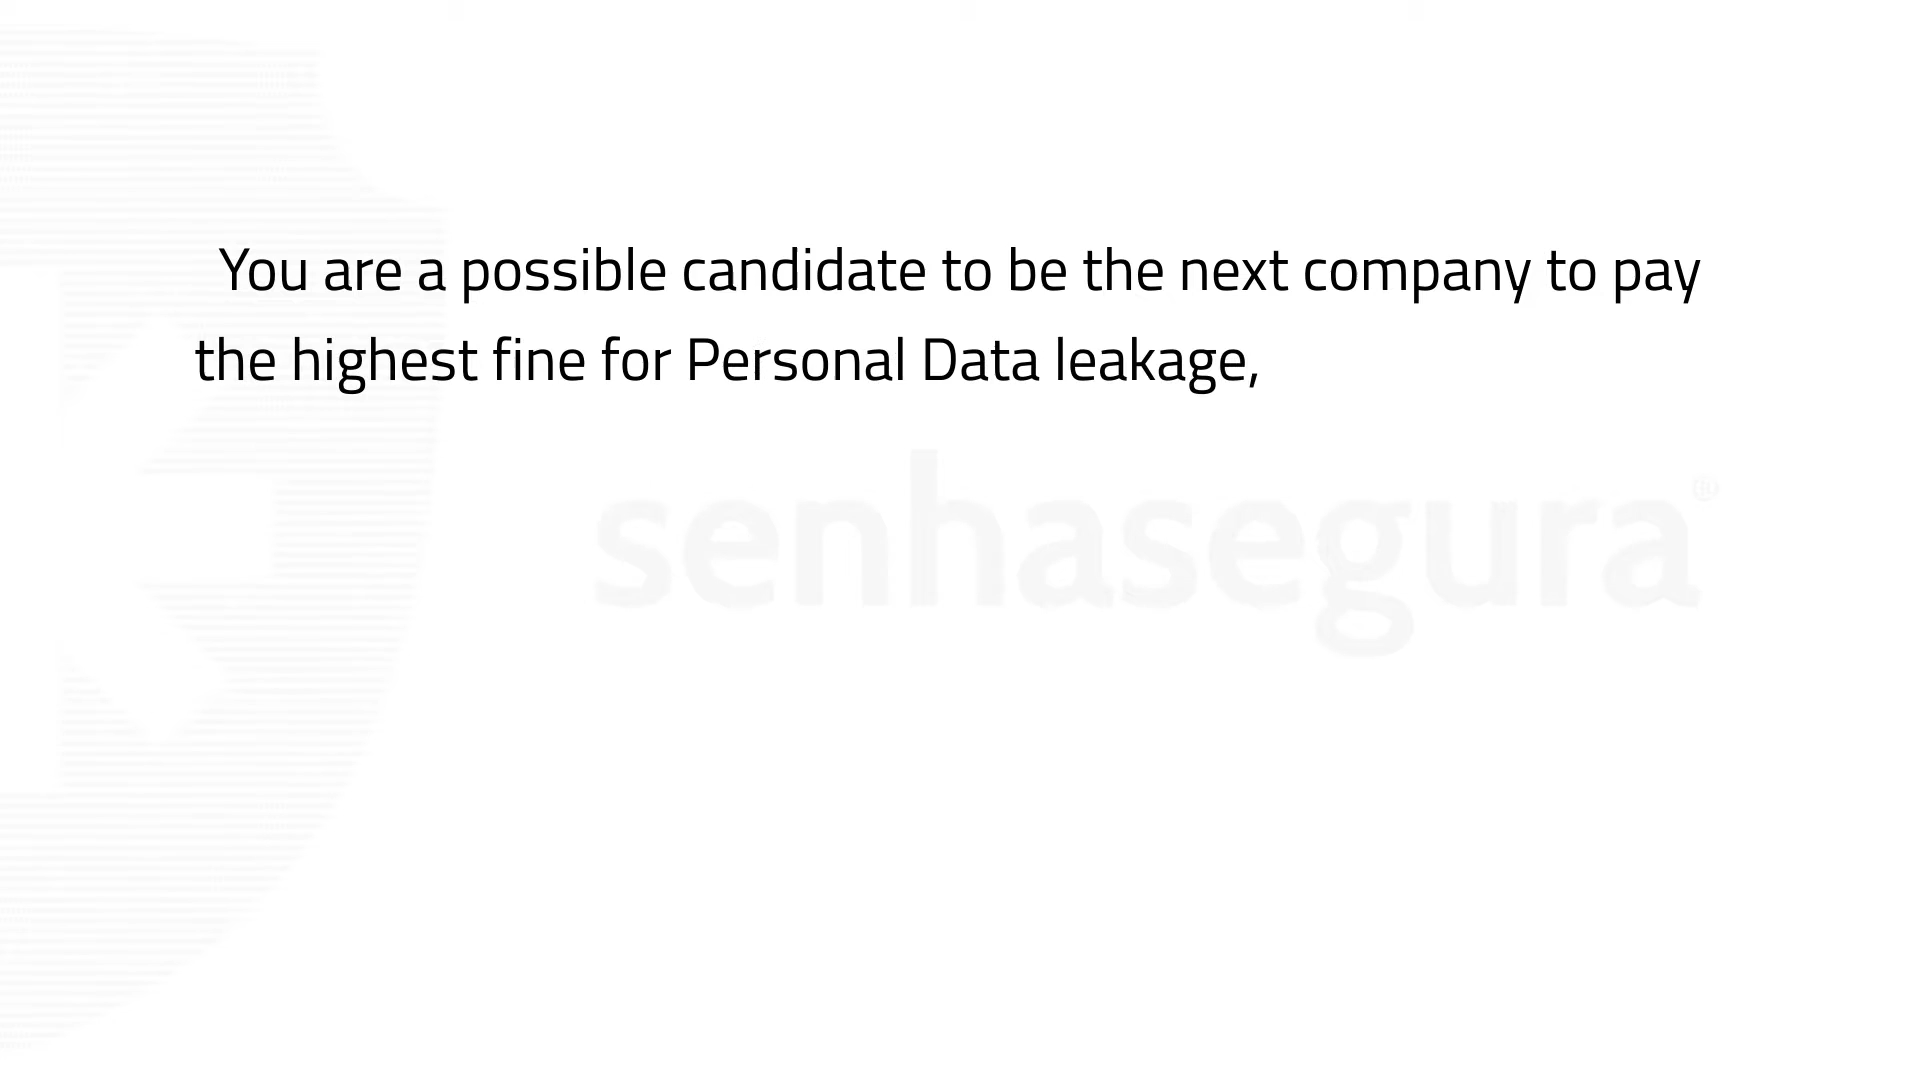 You are a possible candidate to be the next company to pay
the highest fine for Personal Data leakage,
senhasegura®